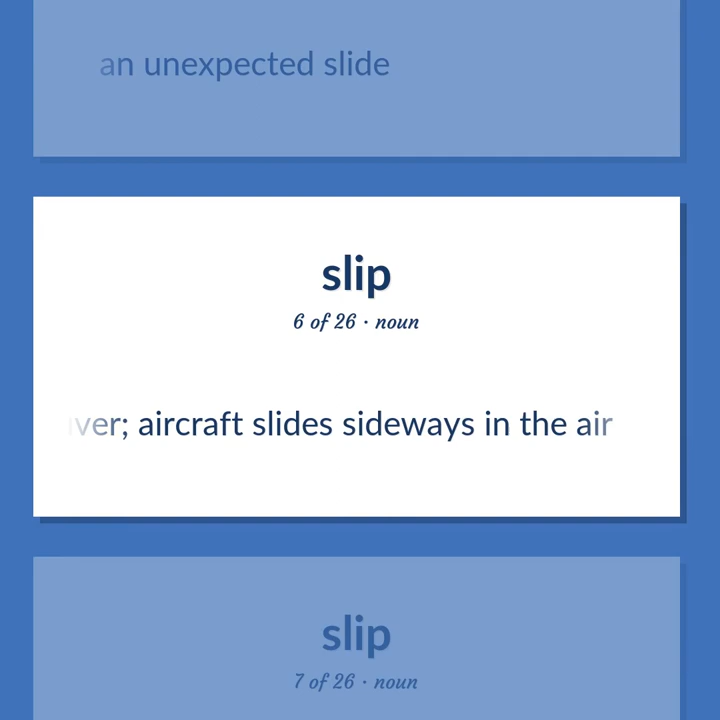 an unexpected slide
slip
6 of 26 · noun
ver; aircraft slides sideways in the air
slip
7 of 26 · noun